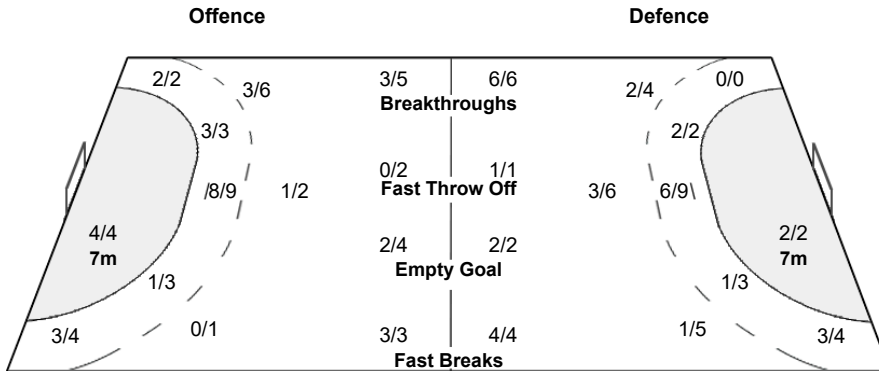 Offence Defence
2/2 3/6 3/5 6/6 2/4 0/0
Breakthroughs
3/3 2/2
0/2 1/1
Fast Throw Off
8/9 1/2 3/6 6/9
4/4 2/4 2/2 2/2
7m Empty Goal 7m
1/3 1/3
3/4 0/1 3/3 4/4 1/5 3/4
Fast Breaks